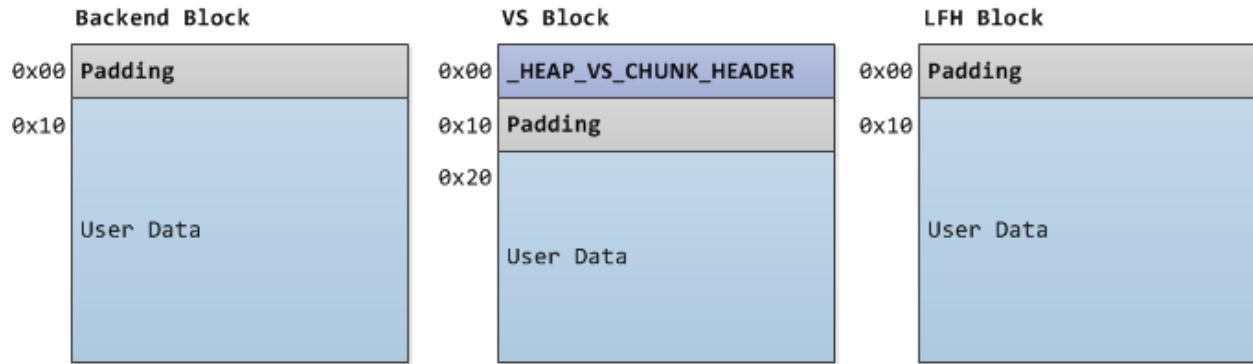 Backend Block
0x00 Padding
0x10
User Data
VS Block
0x00 _HEAP_VS_CHUNK_HEADER
0x10 Padding
0x20
User Data
LFH Block
0x00 Padding
0x10
User Data